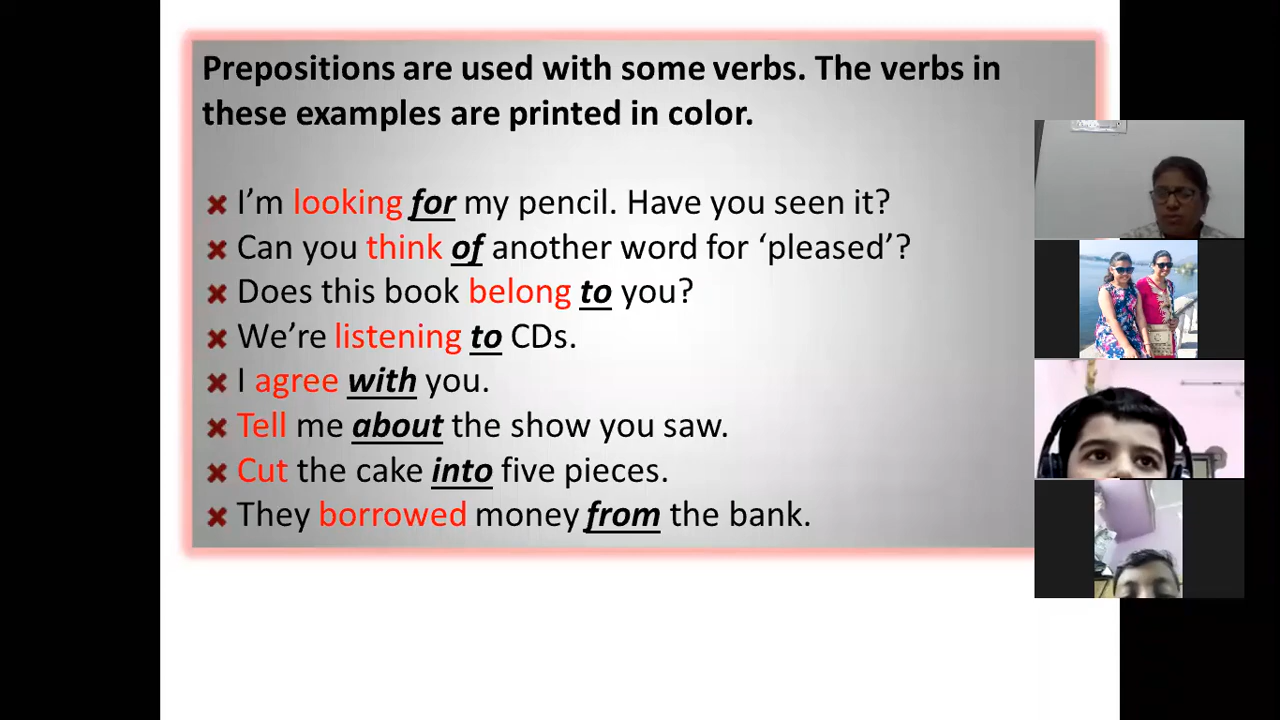 Prepositions are used with some verbs. The verbs in
these examples are printed in color.
I'm looking for my pencil. Have you seen it?
Can you think of another word for ‘pleased’?
Does this book belong to you?
We’re listening to CDs.
I agree with you.
Tell me about the show you saw.
Cut the cake into five pieces.
They borrowed money from the bank.